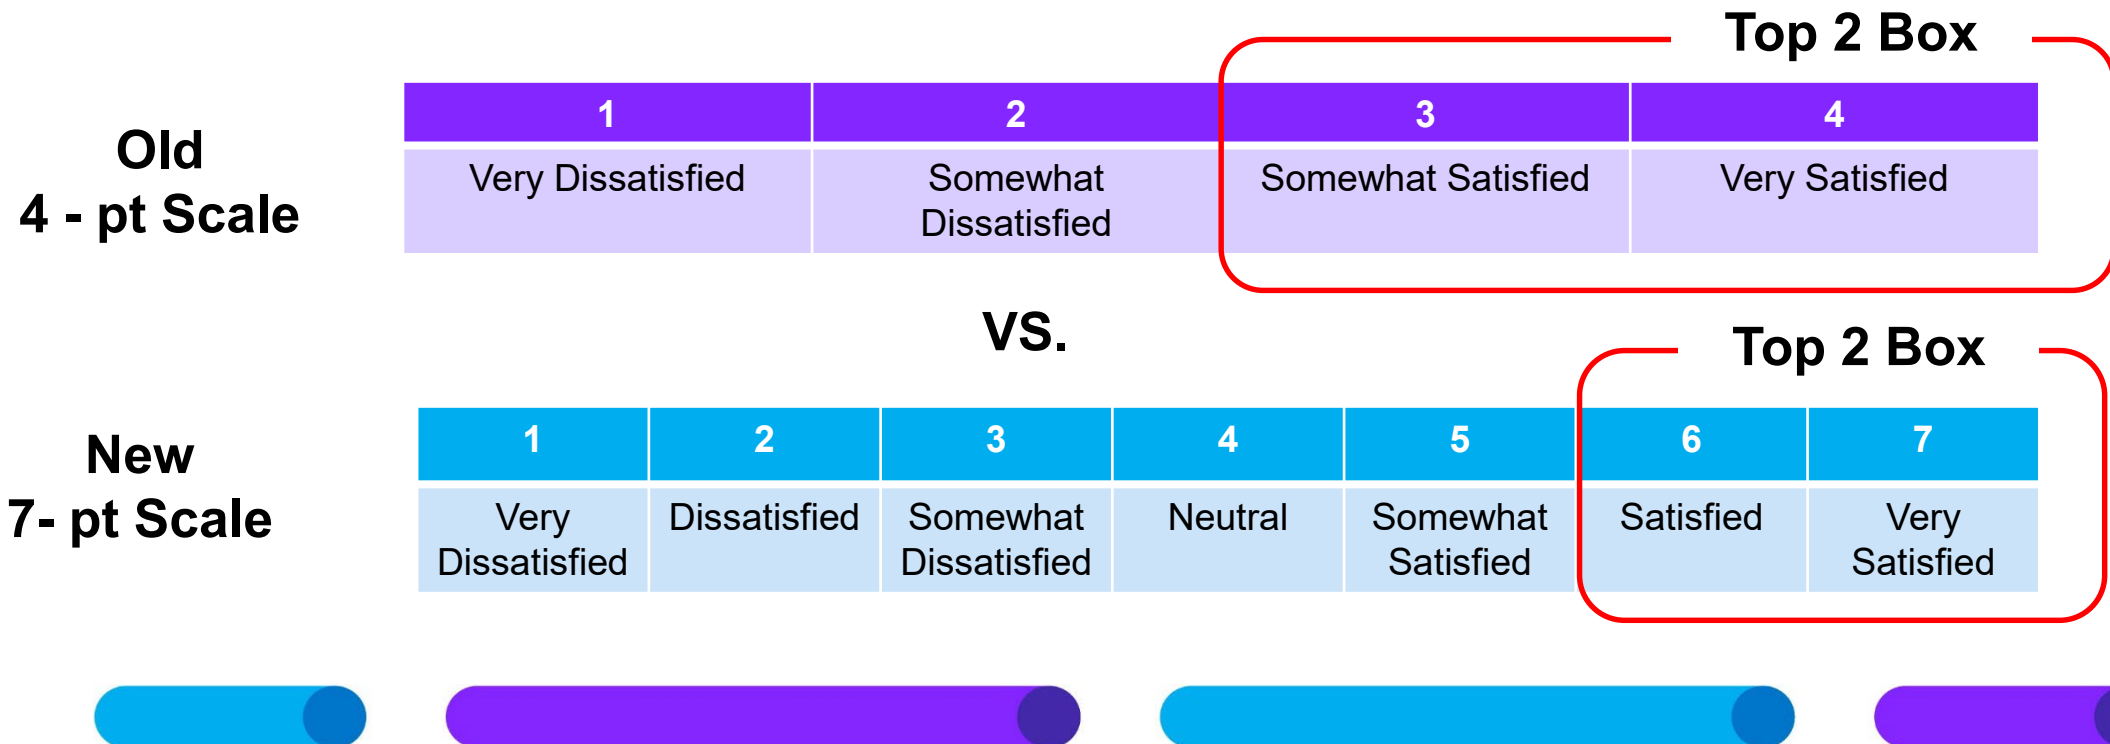 Top 2 Box
Old
4 - pt Scale
1 2 3 4
Very Dissatisfied Somewhat Somewhat Satisfied Very Satisfied
Dissatisfied
VS.
Top 2 Box
New
7- pt Scale
1 2 3 4 5 6 7
Very Dissatisfied Somewhat Neutral Somewhat Satisfied Very
Dissatisfied Dissatisfied Satisfied Satisfied